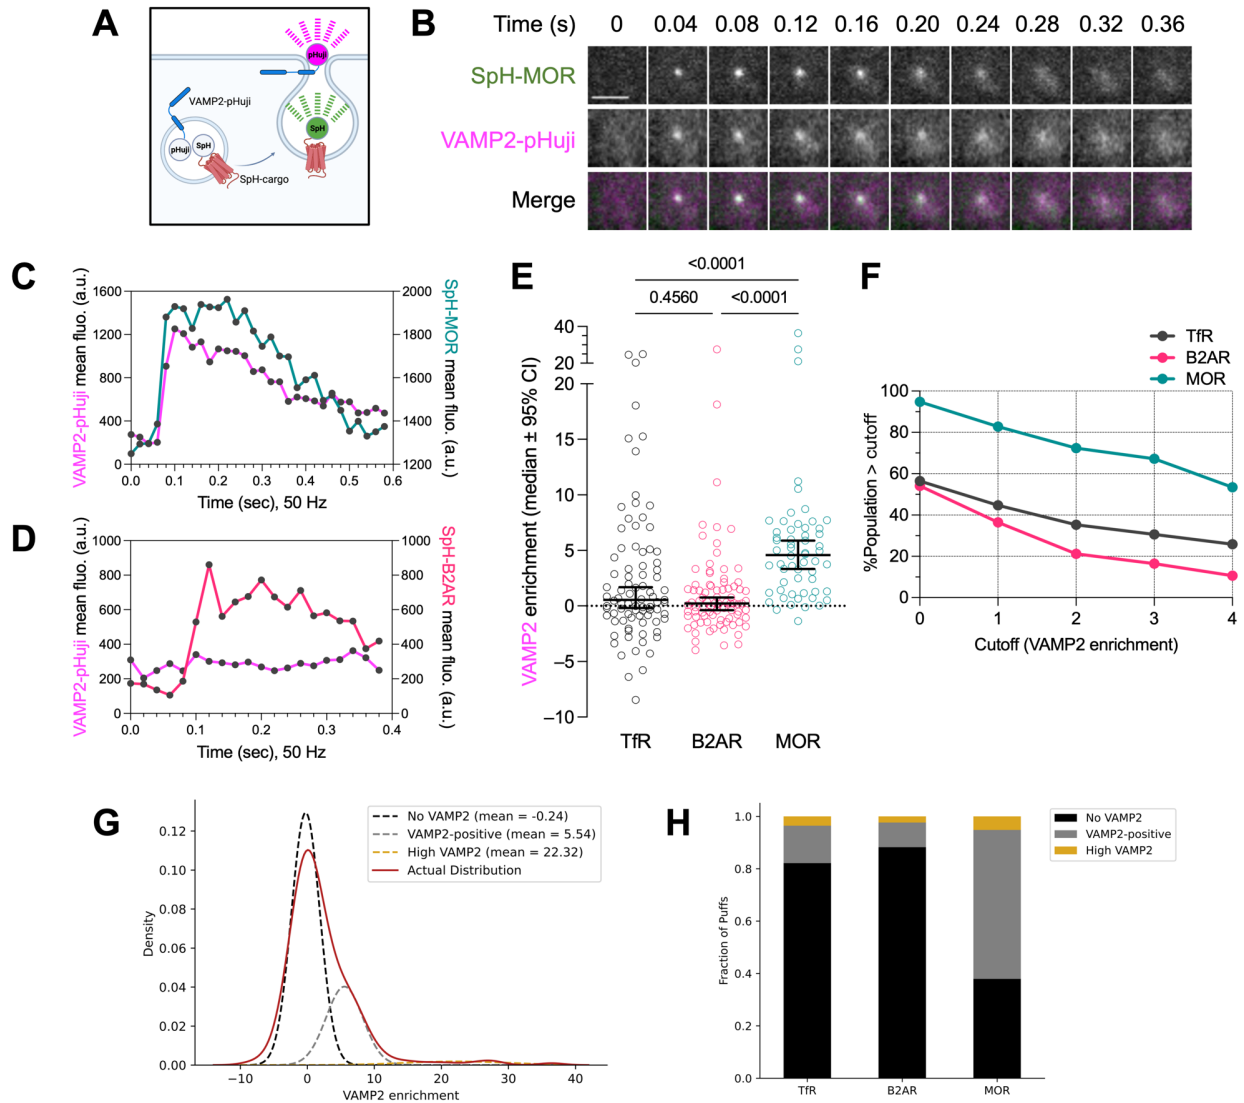 A
pHuji
VAMP2-pHuji
SpH
pHuji
SpH
SpH-cargo
B
Time (s) 0 0.04 0.08 0.12 0.16 0.20 0.24 0.28 0.32 0.36
SpH-MOR
VAMP2-pHuji
Merge
C
VAMP2-pHuji mean fluo. (a.u.)
1600
1200
800
400
0
SpH-MOR mean fluo. (a.u.)
2000
1800
1600
1400
1200
0.0 0.1 0.2 0.3 0.4 0.5 0.6
Time (sec), 50 Hz
D
VAMP2-pHuji mean fluo. (a.u.)
1000
800
600
400
200
0
SpH-B2AR mean fluo. (a.u.)
1000
800
600
400
200
0
0.0 0.1 0.2 0.3 0.4
Time (sec), 50 Hz
E
<0.0001
0.4560 <0.0001
VAMP2 enrichment (median ± 95% CI)
40
20
20
15
10
5
0
−5
−10
TfR B2AR MOR
F
TfR
B2AR
MOR
%Population > cutoff
100
80
60
40
20
0
0 1 2 3 4
Cutoff (VAMP2 enrichment)
G
No VAMP2 (mean = -0.24)
VAMP2-positive (mean = 5.54)
High VAMP2 (mean = 22.32)
Actual Distribution
Density
0.12
0.10
0.08
0.06
0.04
0.02
0.00
−10 0 10 20 30 40
VAMP2 enrichment
H
No VAMP2
VAMP2-positive
High VAMP2
Fraction of Puffs
1.0
0.8
0.6
0.4
0.2
0.0
TfR B2AR MOR